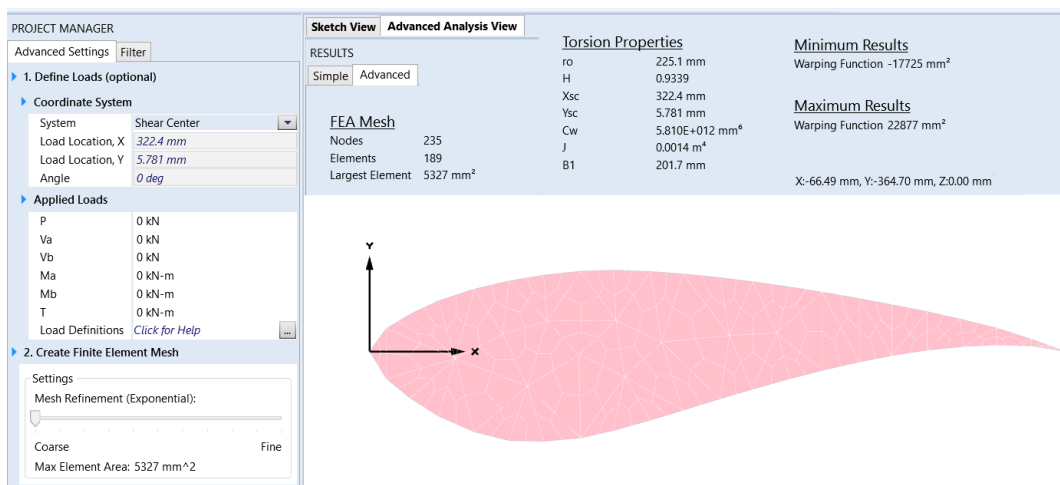 PROJECT MANAGER
Advanced Settings Filter
1. Define Loads (optional)
Coordinate System
System Shear Center
Load Location, X 322.4 mm
Load Location, Y 5.781 mm
Angle 0 deg
Applied Loads
P 0 kN
Va 0 kN
Vb 0 kN
Ma 0 kN-m
Mb 0 kN-m
T 0 kN-m
Load Definitions Click for Help ...
2. Create Finite Element Mesh
Settings
Mesh Refinement (Exponential):
Coarse Fine
Max Element Area: 5327 mm^2
Sketch View Advanced Analysis View
RESULTS
Simple Advanced
FEA Mesh
Nodes 235
Elements 189
Largest Element 5327 mm²
Torsion Properties
ro 225.1 mm
H 0.9339
Xsc 322.4 mm
Ysc 5.781 mm
Cw 5.810E+012 mm⁶
J 0.0014 m⁴
B1 201.7 mm
Minimum Results
Warping Function -17725 mm²
Maximum Results
Warping Function 22877 mm²
X:-66.49 mm, Y:-364.70 mm, Z:0.00 mm
Y
X